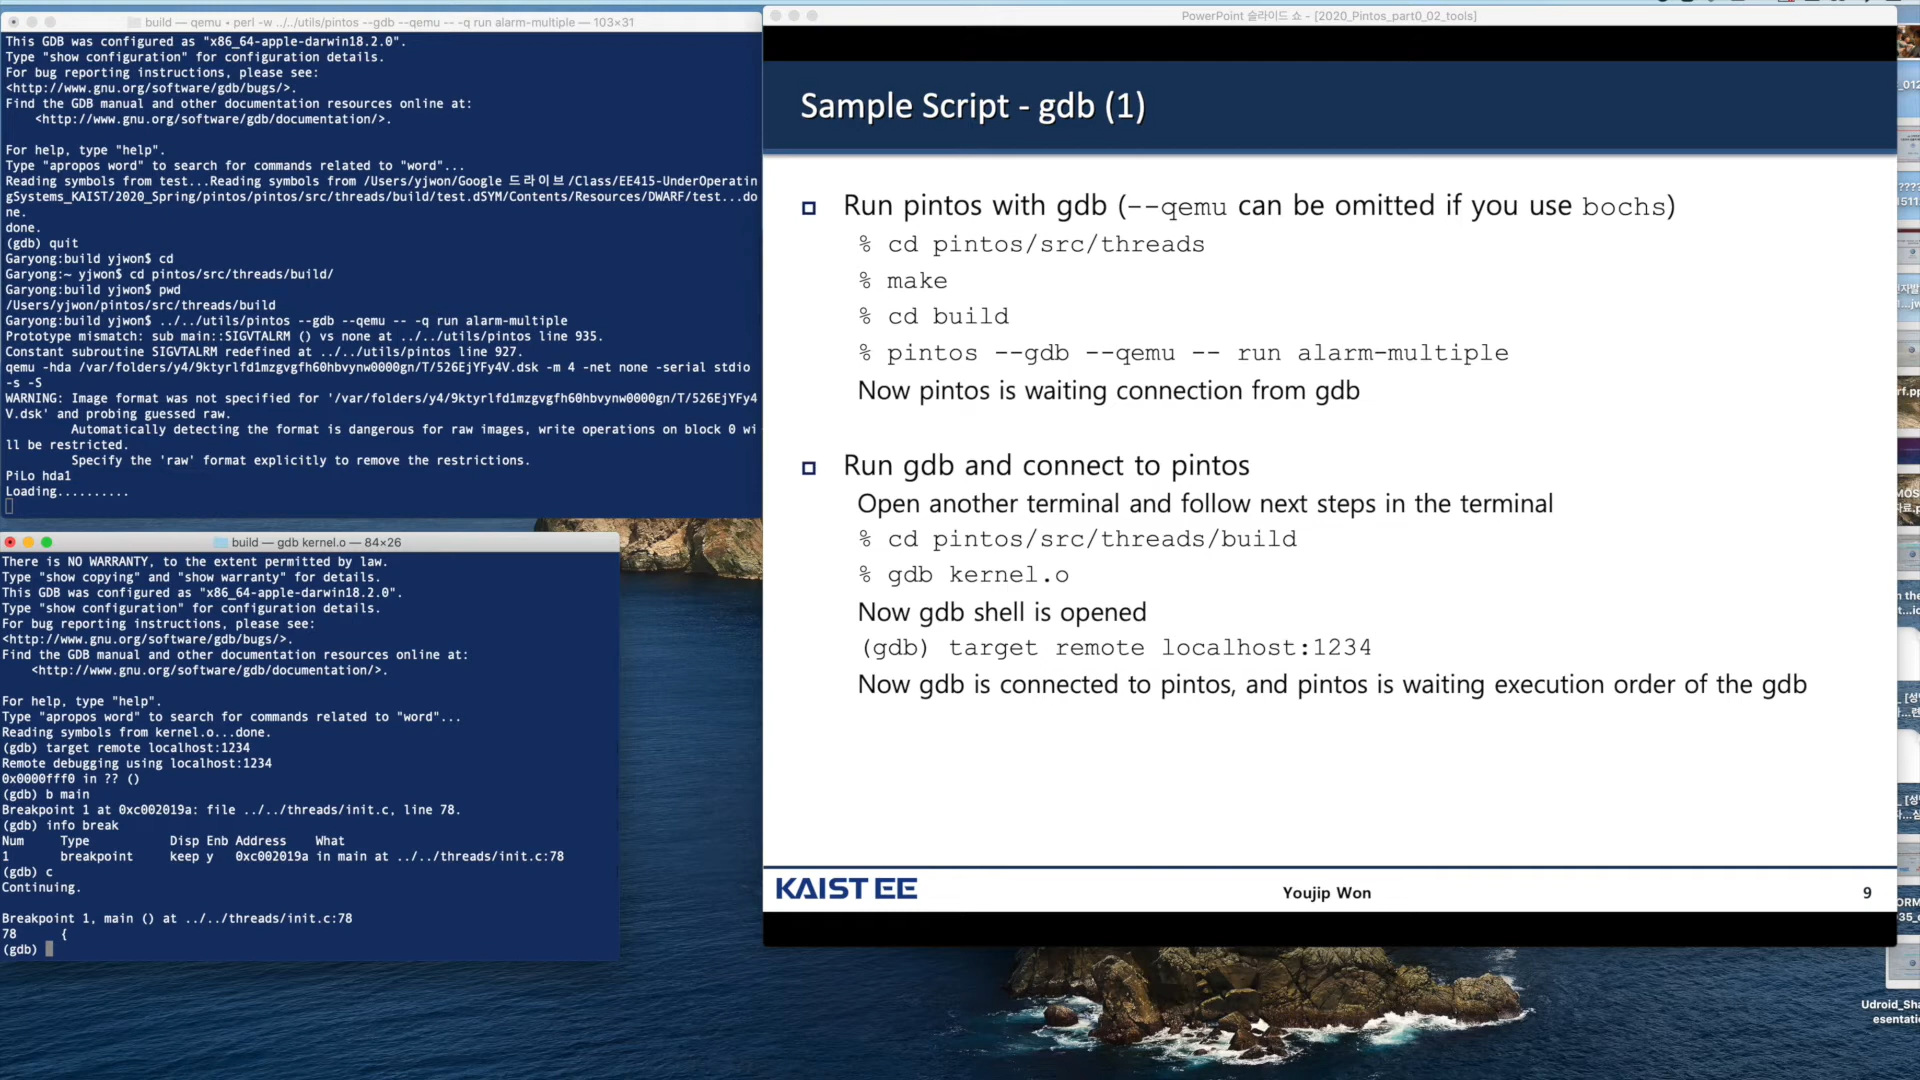 build — qemu • perl -w ../../utils/pintos --gdb --qemu -- -q run alarm-multiple — 103×31
This GDB was configured as "x86_64-apple-darwin18.2.0".
Type "show configuration" for configuration details.
For bug reporting instructions, please see:
<http://www.gnu.org/software/gdb/bugs/>.
Find the GDB manual and other documentation resources online at:
<http://www.gnu.org/software/gdb/documentation/>.
For help, type "help".
Type "apropos word" to search for commands related to "word"...
Reading symbols from test...Reading symbols from /Users/yjwon/Google 드라이브/Class/EE415-UnderOperatin
gSystems_KAIST/2020_Spring/pintos/pintos/src/threads/build/test.dSYM/Contents/Resources/DWARF/test...do
ne.
done.
(gdb) quit
Garyong:build yjwon$ cd
Garyong:~ yjwon$ cd pintos/src/threads/build/
Garyong:build yjwon$ pwd
/Users/yjwon/pintos/src/threads/build
Garyong:build yjwon$ ../../utils/pintos --gdb --qemu -- -q run alarm-multiple
Prototype mismatch: sub main::SIGVTALRM () vs none at ../../utils/pintos line 935.
Constant subroutine SIGVTALRM redefined at ../../utils/pintos line 927.
qemu -hda /var/folders/y4/9ktyrlfd1mzgvgfh60hbvynw0000gn/T/526EjYFy4V.dsk -m 4 -net none -serial stdio
-s -S
WARNING: Image format was not specified for '/var/folders/y4/9ktyrlfd1mzgvgfh60hbvynw0000gn/T/526EjYFy4
V.dsk' and probing guessed raw.
Automatically detecting the format is dangerous for raw images, write operations on block 0 wi
ll be restricted.
Specify the 'raw' format explicitly to remove the restrictions.
PiLo hda1
Loading..........
build — gdb kernel.o — 84×26
There is NO WARRANTY, to the extent permitted by law.
Type "show copying" and "show warranty" for details.
This GDB was configured as "x86_64-apple-darwin18.2.0".
Type "show configuration" for configuration details.
For bug reporting instructions, please see:
<http://www.gnu.org/software/gdb/bugs/>.
Find the GDB manual and other documentation resources online at:
<http://www.gnu.org/software/gdb/documentation/>.
For help, type "help".
Type "apropos word" to search for commands related to "word"...
Reading symbols from kernel.o...done.
(gdb) target remote localhost:1234
Remote debugging using localhost:1234
0x0000fff0 in ?? ()
(gdb) b main
Breakpoint 1 at 0xc002019a: file ../../threads/init.c, line 78.
(gdb) info break
Num Type Disp Enb Address What
1 breakpoint keep y 0xc002019a in main at ../../threads/init.c:78
(gdb) c
Continuing.
Breakpoint 1, main () at ../../threads/init.c:78
78 {
(gdb)
PowerPoint 슬라이드 쇼 - [2020_Pintos_part0_02_tools]
Sample Script - gdb (1)
Run pintos with gdb (--qemu can be omitted if you use bochs)
% cd pintos/src/threads
% make
% cd build
% pintos --gdb --qemu -- run alarm-multiple
Now pintos is waiting connection from gdb
Run gdb and connect to pintos
Open another terminal and follow next steps in the terminal
% cd pintos/src/threads/build
% gdb kernel.o
Now gdb shell is opened
(gdb) target remote localhost:1234
Now gdb is connected to pintos, and pintos is waiting execution order of the gdb
KAIST EE
Youjip Won
9